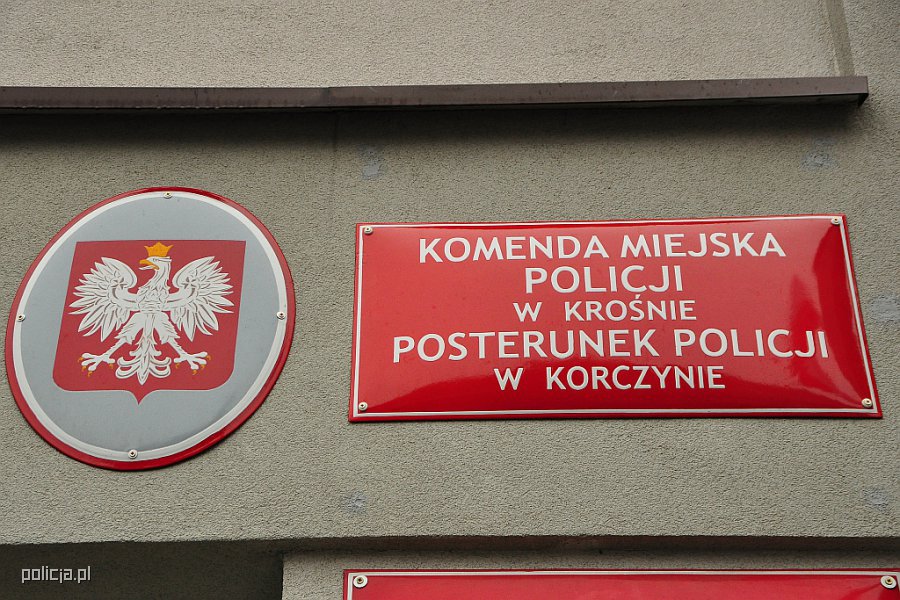 KOMENDA MIEJSKA
POLICJI
W KROŚNIE
POSTERUNEK POLICJI
W KORCZYNIE
policja.pl